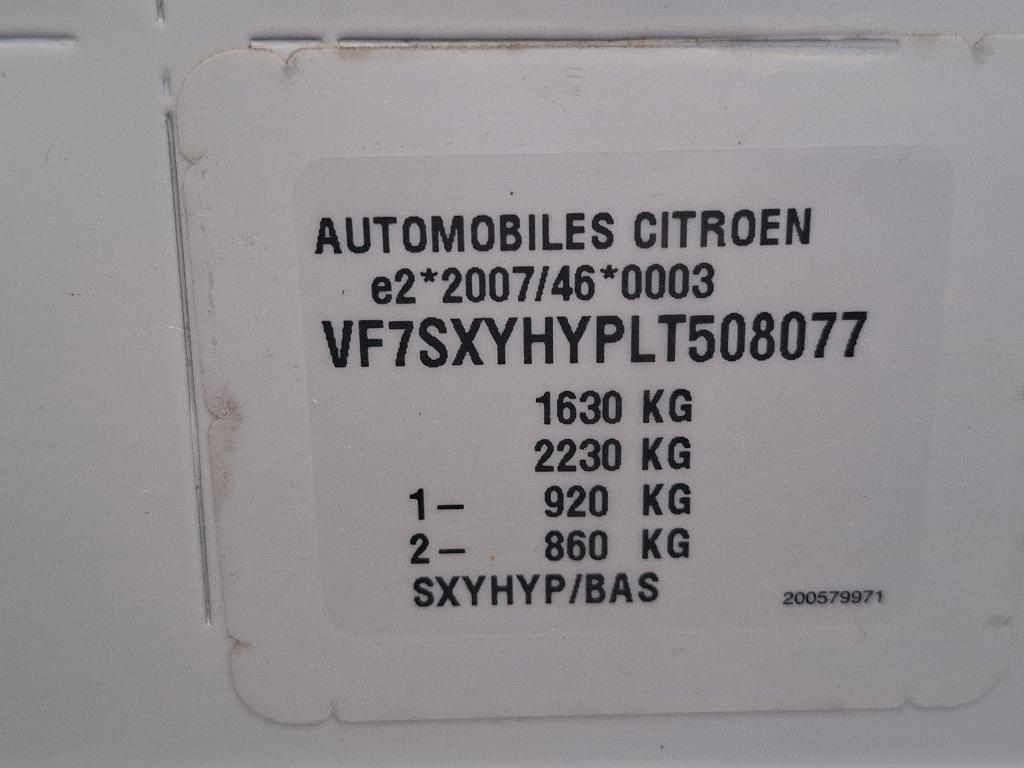 AUTOMOBILES CITROEN
e2*2007/46*0003
VF7SXYHYPLT508077
1630 KG
2230 KG
1– 920 KG
2– 860 KG
SXYHYP/BAS
200579971